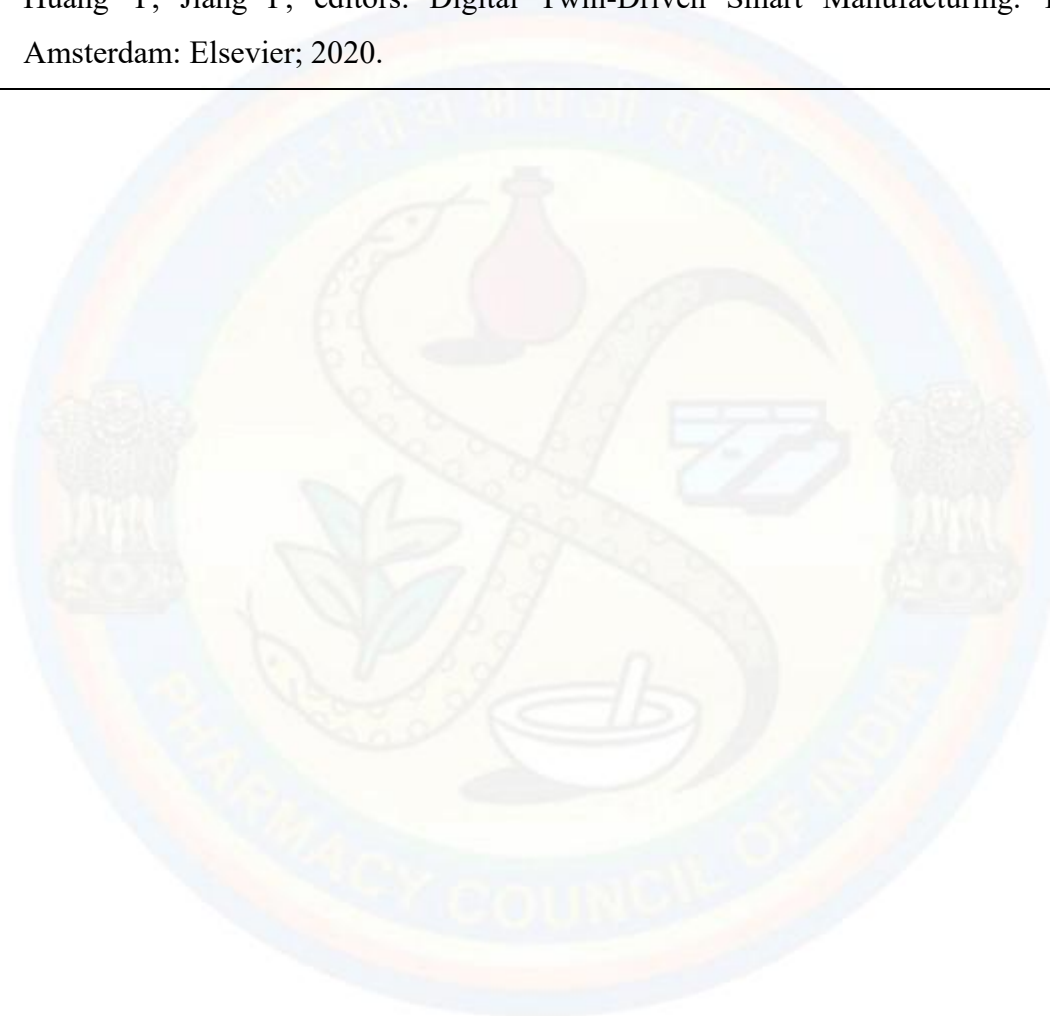 Huang Jiang editors. Digital Twin-Driven Smart Manufacturing.
Amsterdam: Elsevier; 2020.
PHARMACY COUNCIL OF INDIA